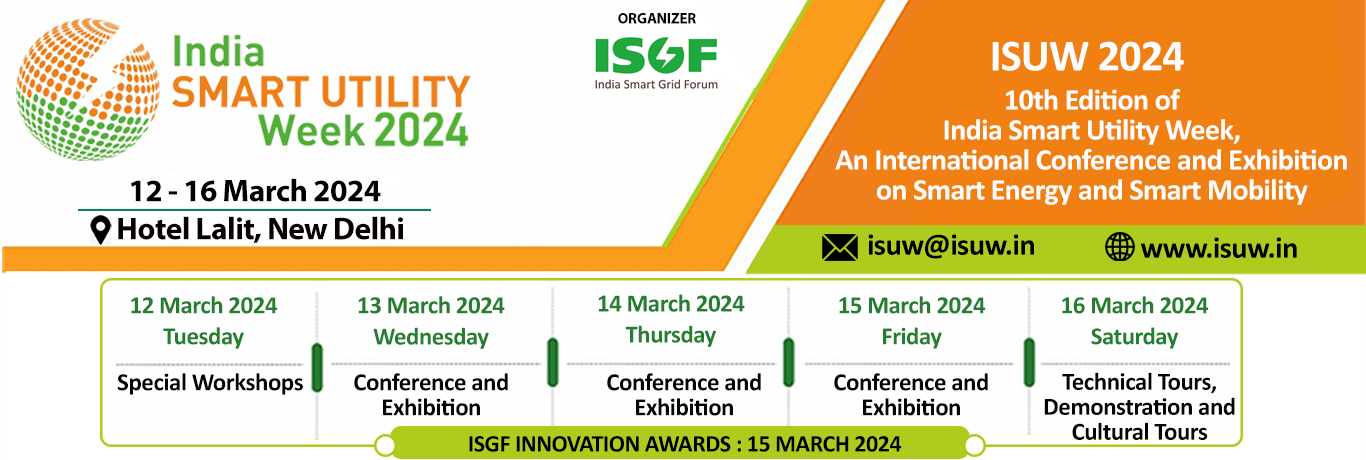 India
SMART UTILITY
Week 2024
12 - 16 March 2024
Hotel Lalit, New Delhi
ORGANIZER
ISGF
India Smart Grid Forum
ISUW 2024
10th Edition of
India Smart Utility Week,
An International Conference and Exhibition
on Smart Energy and Smart Mobility
isuw@isuw.in
www.isuw.in
12 March 2024
Tuesday
Special Workshops
13 March 2024
Wednesday
Conference and
Exhibition
14 March 2024
Thursday
Conference and
Exhibition
15 March 2024
Friday
Conference and
Exhibition
16 March 2024
Saturday
Technical Tours,
Demonstration and
Cultural Tours
ISGF INNOVATION AWARDS : 15 MARCH 2024